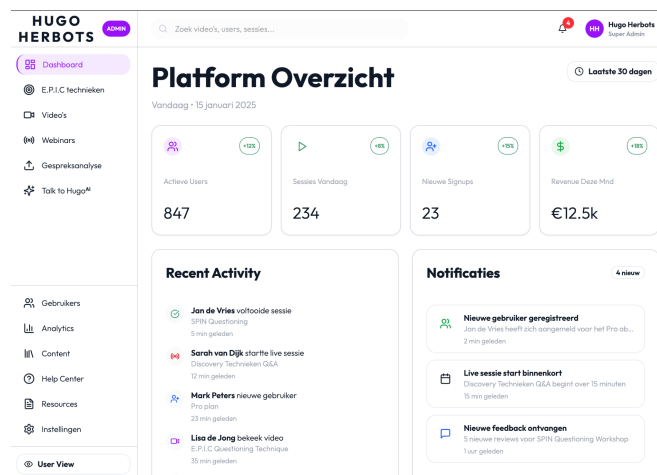 HUGO
HERBOTS
ADMIN
Zoek video's, users, sessies...
4
HH
Hugo Herbots
Super Admin
Dashboard
E.P.I.C technieken
Video's
Webinars
Gespreksanalyse
Talk to Hugoᴬᴵ
Gebruikers
Analytics
Content
Help Center
Resources
Instellingen
User View
Platform Overzicht
Vandaag • 15 januari 2025
Laatste 30 dagen
+12%
Actieve Users
847
+8%
Sessies Vandaag
234
+15%
Nieuwe Signups
23
+18%
Revenue Deze Mnd
€12.5k
Recent Activity
Jan de Vries voltooide sessie
SPIN Questioning
5 min geleden
Sarah van Dijk startte live sessie
Discovery Technieken Q&A
12 min geleden
Mark Peters nieuwe gebruiker
Pro plan
23 min geleden
Lisa de Jong bekeek video
E.P.I.C Questioning Technique
35 min geleden
Notificaties
4 nieuw
Nieuwe gebruiker geregistreerd
Jan de Vries heeft zich aangemeld voor het Pro ab...
2 min geleden
Live sessie start binnenkort
Discovery Technieken Q&A begint over 15 minuten
15 min geleden
Nieuwe feedback ontvangen
5 nieuwe reviews voor SPIN Questioning Workshop
1 uur geleden